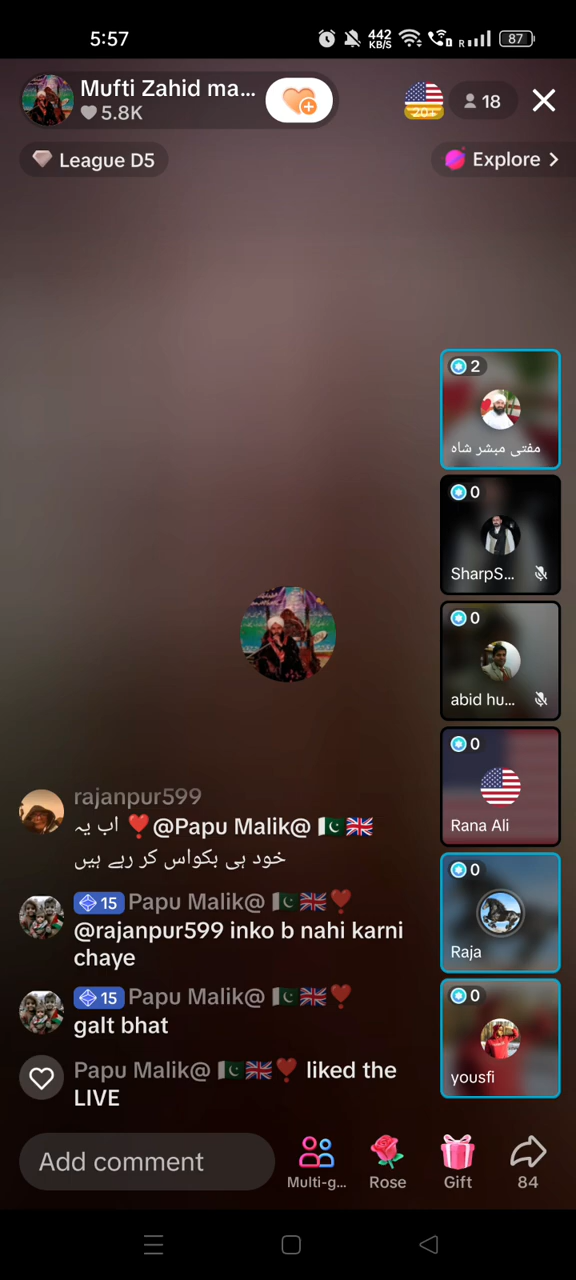 5:57
442
KB/S
R
87
Mufti Zahid ma...
5.8K
20+
18
League D5
Explore
2
مفتی مبشر شاہ
0
SharpS...
0
abid hu...
0
Rana Ali
0
Raja
0
yousfi
rajanpur599
@Papu Malik@ 🇵🇰🇬🇧❣️ اب یہ
خود ہی بکواس کر رہے ہیں
15 Papu Malik@ 🇵🇰🇬🇧❣️
@rajanpur599 inko b nahi karni
chaye
15 Papu Malik@ 🇵🇰🇬🇧❣️
galt bhat
Papu Malik@ 🇵🇰🇬🇧❣️ liked the
LIVE
Add comment
Multi-g...
Rose
Gift
84